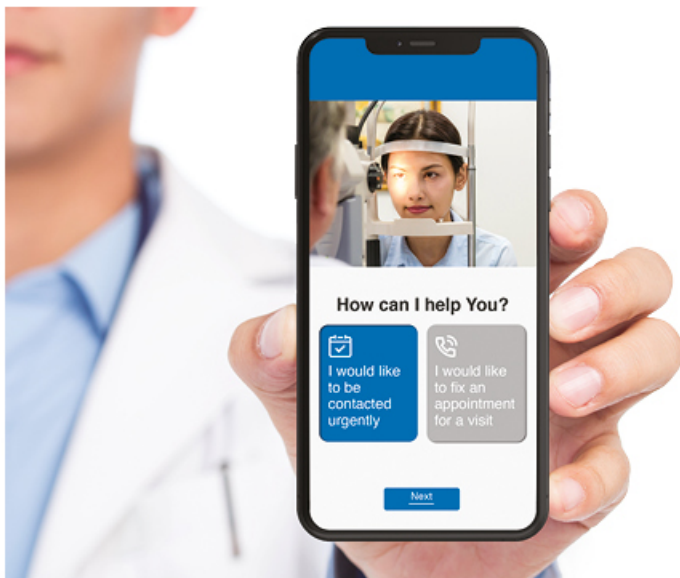 How can I help You?
I would like
to be
contacted
urgently
I would like
to fix an
appointment
for a visit
Next